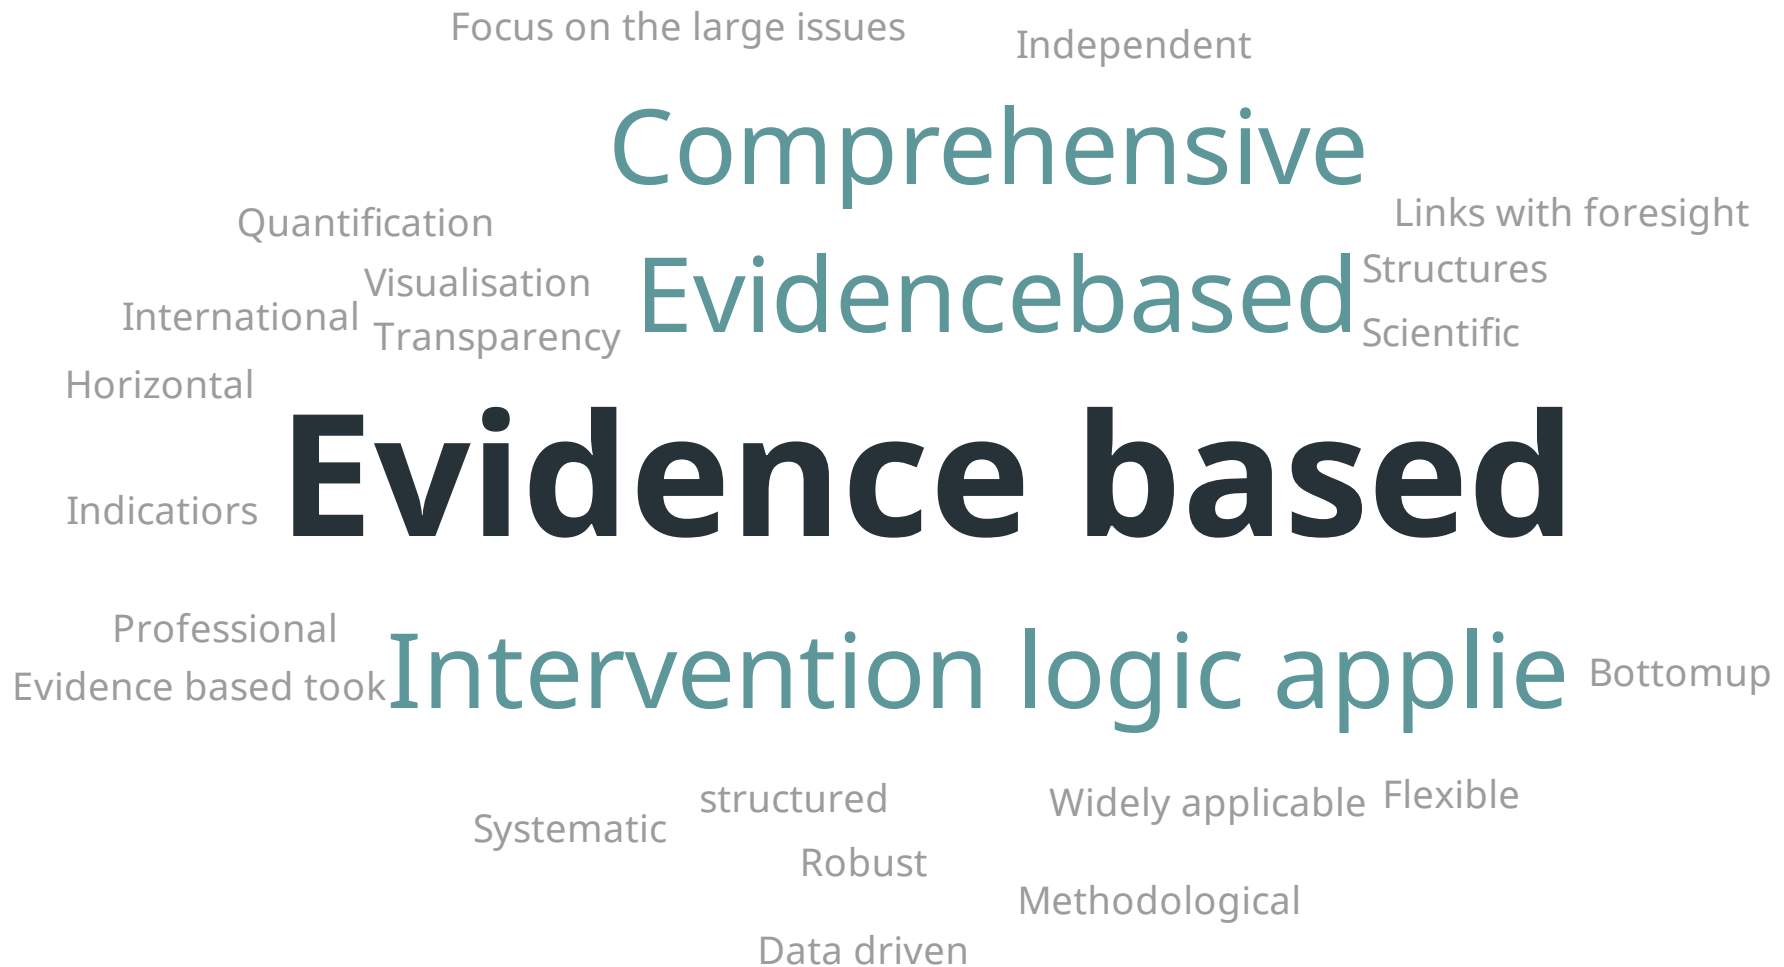 Focus on the large issues
Independent
Comprehensive
Quantification
Links with foresight
Visualisation
Evidencebased
Structures
International
Transparency
Scientific
Horizontal
Evidence based
Indicatiors
Professional
Evidence based took
Intervention logic applie
Bottomup
structured
Widely applicable
Flexible
Systematic
Robust
Methodological
Data driven